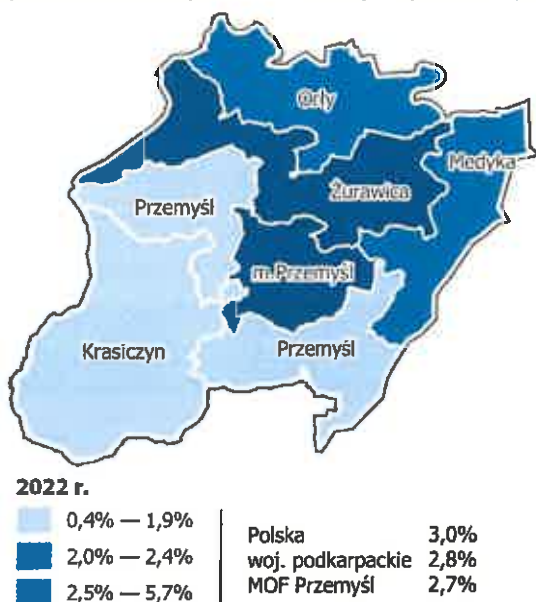 Orły
Medyka
Żurawica
Przemyśl
m.Przemyśl
Krasiczyn
Przemyśl
2022 r.
0,4% — 1,9%
2,0% — 2,4%
2,5% — 5,7%
Polska 3,0%
woj. podkarpackie 2,8%
MOF Przemyśl 2,7%